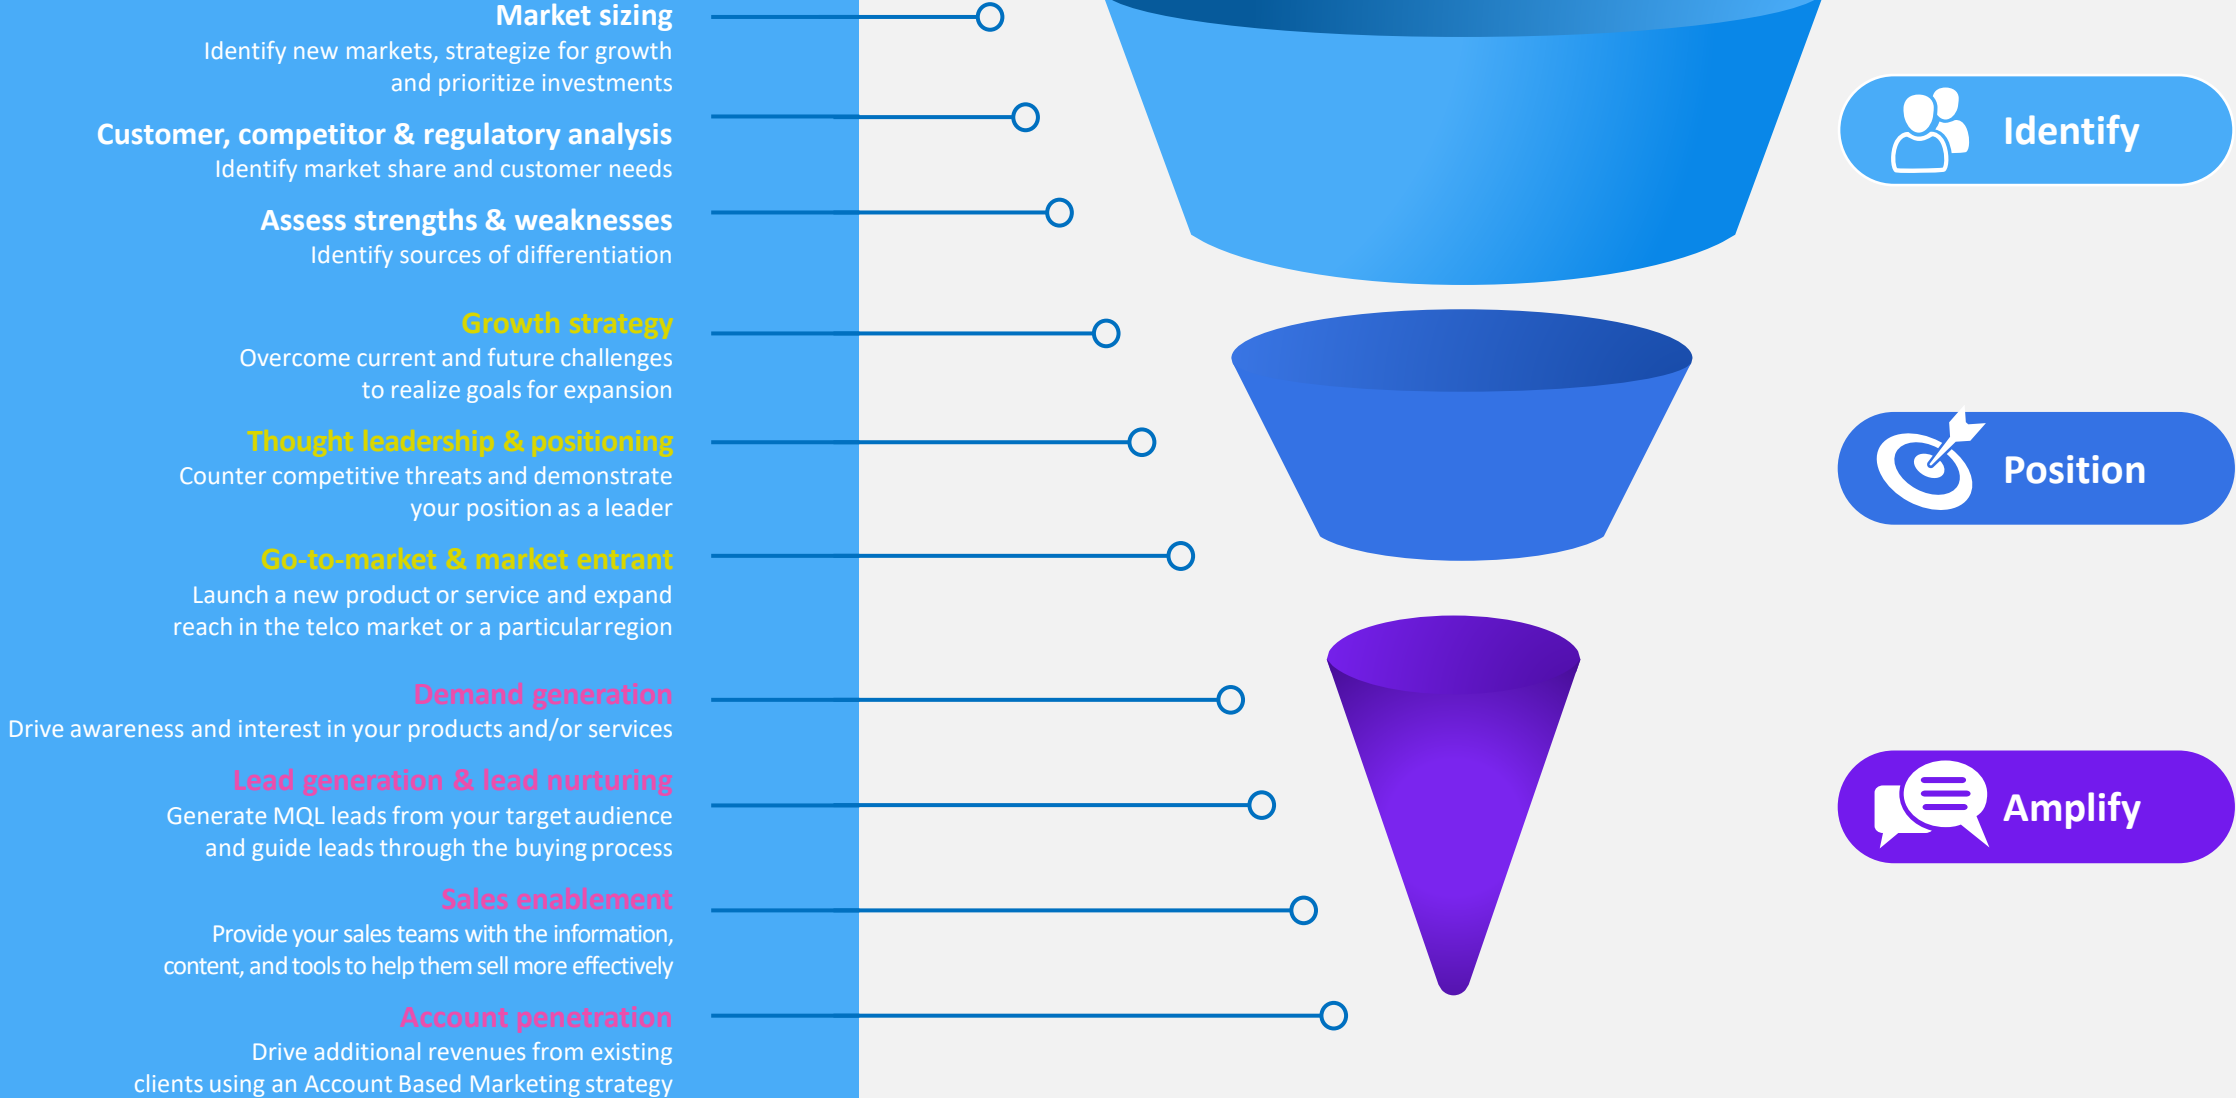 Market sizing
Identify new markets, strategize for growth
and prioritize investments
Customer, competitor & regulatory analysis
Identify market share and customer needs
Assess strengths & weaknesses
Identify sources of differentiation
Growth strategy
Overcome current and future challenges
to realize goals for expansion
Thought leadership & positioning
Counter competitive threats and demonstrate
your position as a leader
Go-to-market & market entrant
Launch a new product or service and expand
reach in the telco market or a particular region
Demand generation
Drive awareness and interest in your products and/or services
Lead generation & lead nurturing
Generate MQL leads from your target audience
and guide leads through the buying process
Sales enablement
Provide your sales teams with the information,
content, and tools to help them sell more effectively
Account penetration
Drive additional revenues from existing
clients using an Account Based Marketing strategy
Identify
Position
Amplify